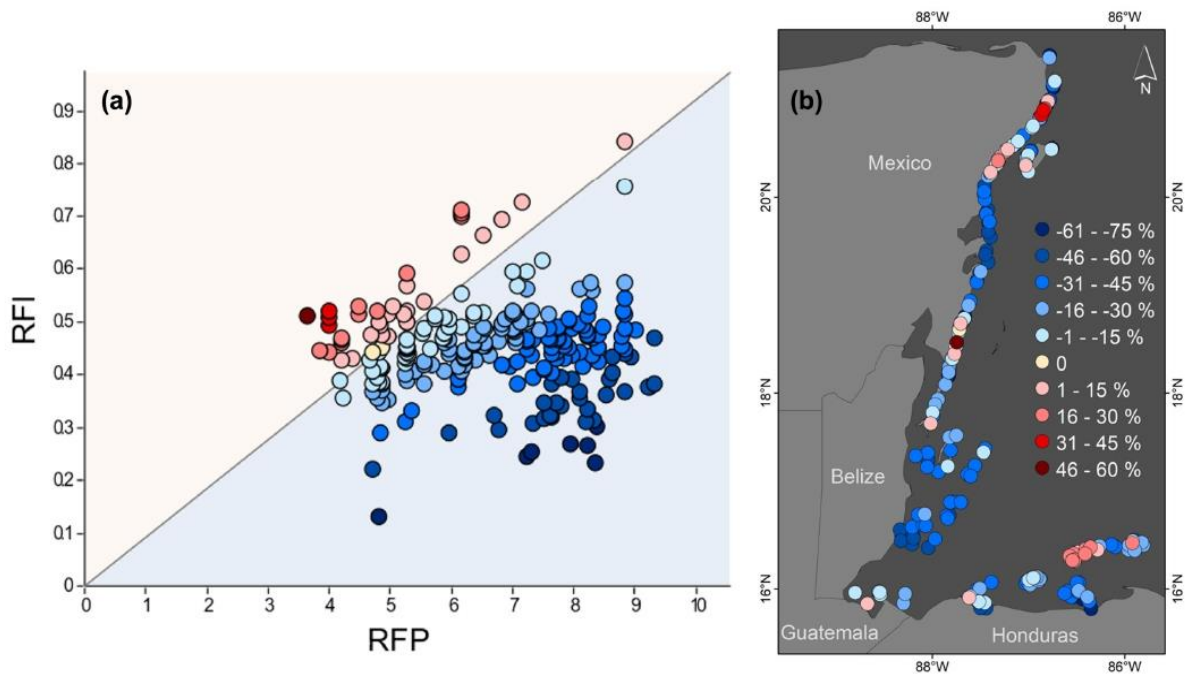 (a)
0.9
0.8
0.7
0.6
0.5
0.4
0.3
0.2
0.1
0
RFI
0 1 2 3 4 5 6 7 8 9 10
RFP
88°W 86°W
(b)
N
Mexico
20°N 20°N
-61 - -75 %
-46 - -60 %
-31 - -45 %
-16 - -30 %
-1 - -15 %
0
1 - 15 %
16 - 30 %
31 - 45 %
46 - 60 %
18°N 18°N
Belize
16°N 16°N
Guatemala Honduras
88°W 86°W